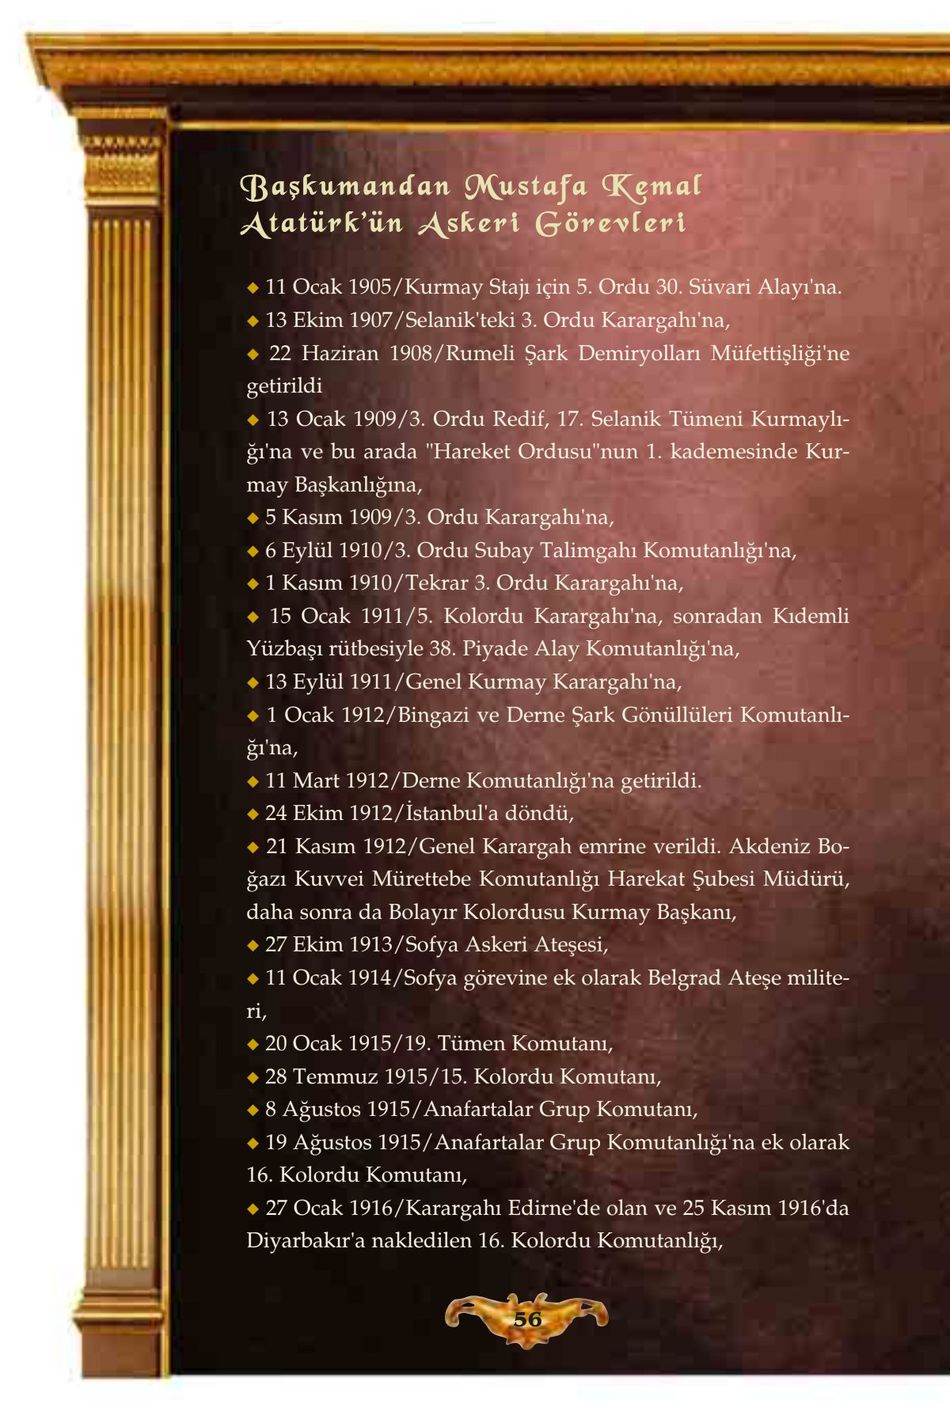 Başkumandan Mustafa Kemal
Atatürk'ün Askeri Görevleri
◆ 11 Ocak 1905/Kurmay Stajı için 5. Ordu 30. Süvari Alayı'na.
◆ 13 Ekim 1907/Selanik'teki 3. Ordu Karargahı'na,
◆ 22 Haziran 1908/Rumeli Şark Demiryolları Müfettişliği'ne
getirildi
◆ 13 Ocak 1909/3. Ordu Redif, 17. Selanik Tümeni Kurmaylı-
ğı'na ve bu arada "Hareket Ordusu"nun 1. kademesinde Kur-
may Başkanlığına,
◆ 5 Kasım 1909/3. Ordu Karargahı'na,
◆ 6 Eylül 1910/3. Ordu Subay Talimgahı Komutanlığı'na,
◆ 1 Kasım 1910/Tekrar 3. Ordu Karargahı'na,
◆ 15 Ocak 1911/5. Kolordu Karargahı'na, sonradan Kıdemli
Yüzbaşı rütbesiyle 38. Piyade Alay Komutanlığı'na,
◆ 13 Eylül 1911/Genel Kurmay Karargahı'na,
◆ 1 Ocak 1912/Bingazi ve Derne Şark Gönüllüleri Komutanlı-
ğı'na,
◆ 11 Mart 1912/Derne Komutanlığı'na getirildi.
◆ 24 Ekim 1912/İstanbul'a döndü,
◆ 21 Kasım 1912/Genel Karargah emrine verildi. Akdeniz Bo-
ğazı Kuvvei Mürettebe Komutanlığı Harekat Şubesi Müdürü,
daha sonra da Bolayır Kolordusu Kurmay Başkanı,
◆ 27 Ekim 1913/Sofya Askeri Ateşesi,
◆ 11 Ocak 1914/Sofya görevine ek olarak Belgrad Ateşe milite-
ri,
◆ 20 Ocak 1915/19. Tümen Komutanı,
◆ 28 Temmuz 1915/15. Kolordu Komutanı,
◆ 8 Ağustos 1915/Anafartalar Grup Komutanı,
◆ 19 Ağustos 1915/Anafartalar Grup Komutanlığı'na ek olarak
16. Kolordu Komutanı,
◆ 27 Ocak 1916/Karargahı Edirne'de olan ve 25 Kasım 1916'da
Diyarbakır'a nakledilen 16. Kolordu Komutanlığı,
56